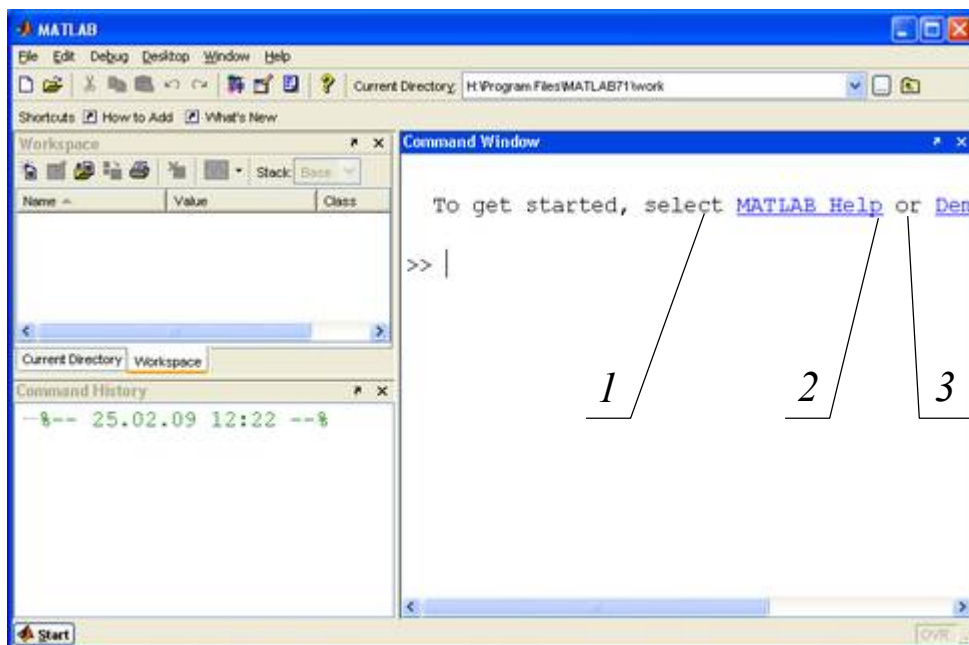 MATLAB
File Edit Debug Desktop Window Help
Current Directory: H:\Program Files\MATLAB71\work
Shortcuts How to Add What's New
Workspace
Stack: Base
Name Value Class
Current Directory Workspace
Command History
%-- 25.02.09 12:22 --%
Command Window
To get started, select MATLAB Help or Dem
>>
1 2 3
Start
OVR